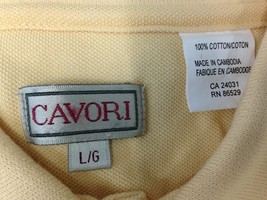 CAVORI
L/G
100% COTTON/COTON
MADE IN CAMBODIA
FABIQUE EN CAMBODGE
CA 24031
RN 86529